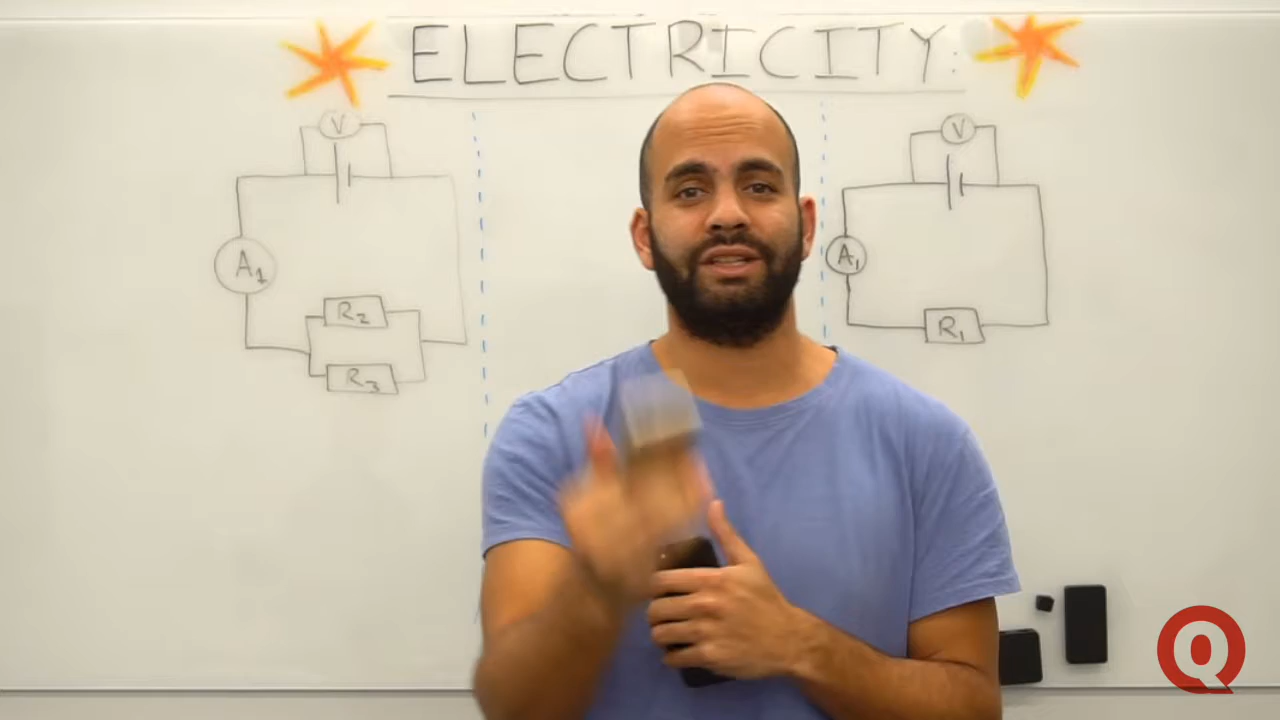 ELECTRICITY:
V
V
A1
A1
R2
R1
R3
Q